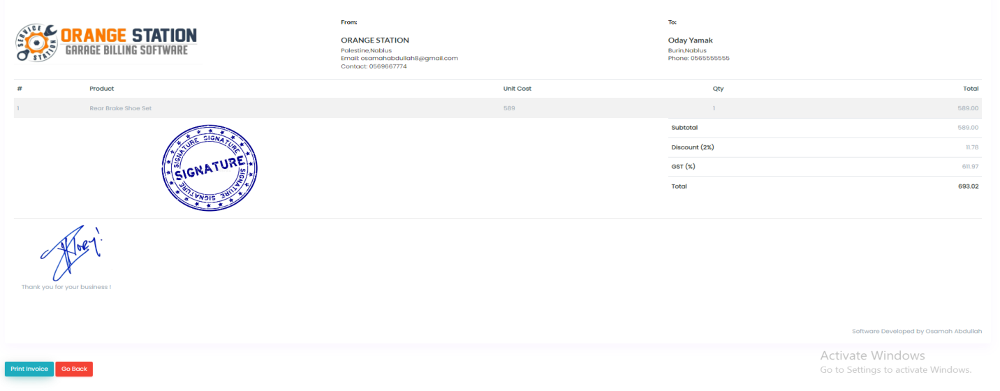 SERVICE
STATION
ORANGE STATION
GARAGE BILLING SOFTWARE
From:
ORANGE STATION
Palestine,Nablus
Email: osamahabdullah8@gmail.com
Contact: 0569667774
To:
Oday Yamak
Burin,Nablus
Phone: 0565555555
# Product Unit Cost Qty Total
1 Rear Brake Shoe Set 589 1 589.00
Subtotal 589.00
Discount (2%) 11.78
GST (%) 611.97
Total 693.02
SIGNATURE
SIGNATURE
SIGNATURE
SIGNATURE
SIGNATURE
SIGNATURE
Thank you for your business !
Software Developed by Osamah Abdullah
Print Invoice Go Back
Activate Windows
Go to Settings to activate Windows.